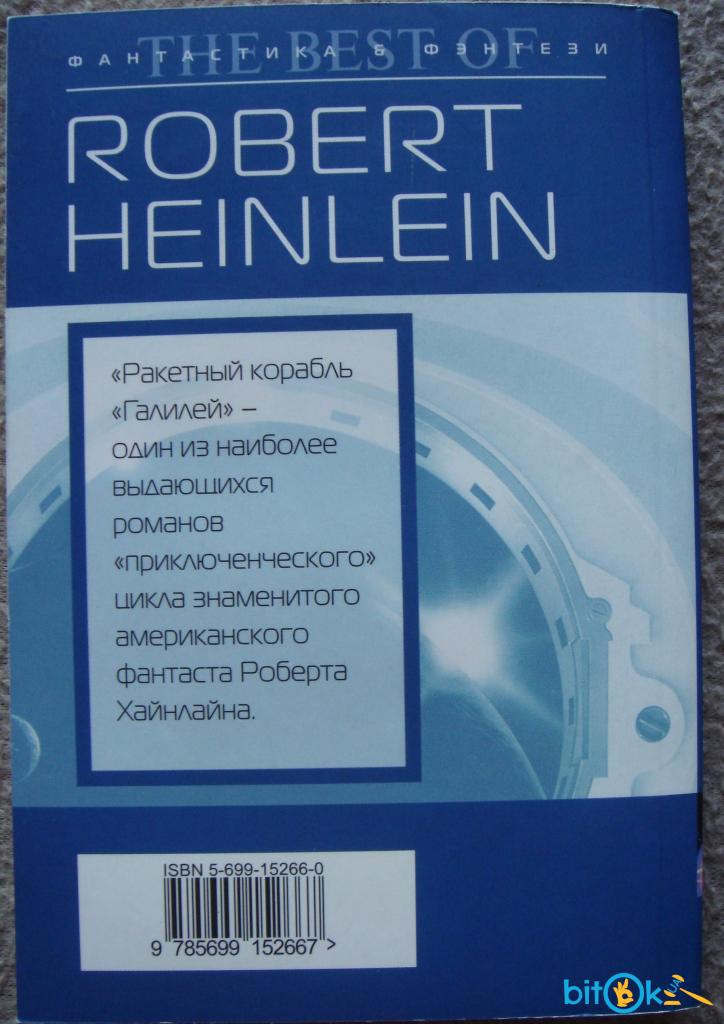 THE BEST OF
ФАНТАСТИКА & ФЭНТЕЗИ
ROBERT
HEINLEIN
«Ракетный корабль
«Галилей» –
один из наиболее
выдающихся
романов
«приключенческого»
цикла знаменитого
американского
фантаста Роберта
Хайнлайна.
ISBN 5-699-15266-0
9 785699 152667 >
bitOk UA